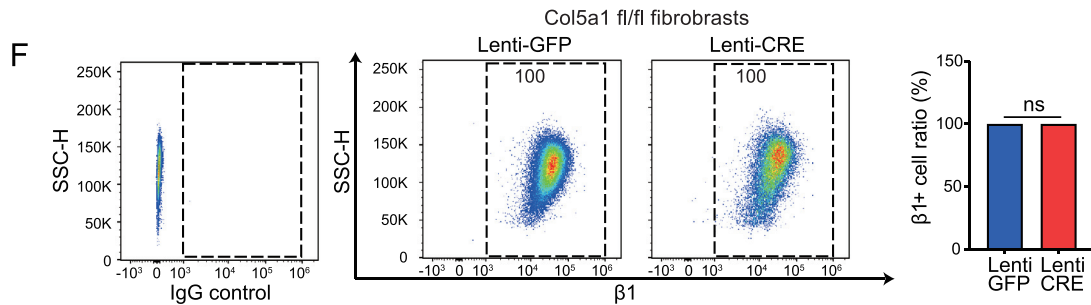 F
Col5a1 fl/fl fibrobrasts
Lenti-GFP
Lenti-CRE
250K
200K
150K
100K
50K
0
SSC-H
-10³ 0 10³ 10⁴ 10⁵ 10⁶
IgG control
250K
200K
150K
100K
50K
0
SSC-H
100
-10³ 0 10³ 10⁴ 10⁵ 10⁶
100
-10³ 0 10³ 10⁴ 10⁵ 10⁶
β1
β1+ cell ratio (%)
150
100
50
0
ns
Lenti GFP
Lenti CRE